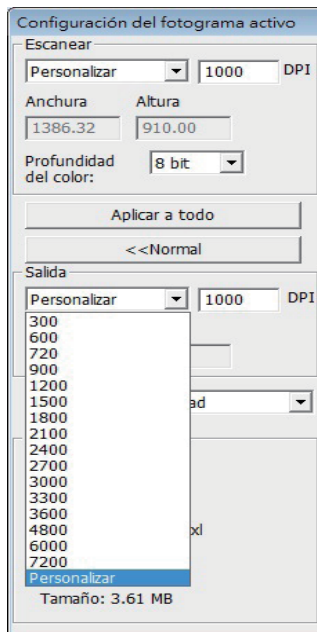 Configuración del fotograma activo
Escanear
Personalizar 1000 DPI
Anchura Altura
1386.32 910.00
Profundidad 8 bit
del color:
Aplicar a todo
<<Normal
Salida
Personalizar 1000 DPI
300
600
720
900
1200
1500 ad
1800
2100
2400
2700
3000
3300
3600
4800 xl
6000
7200
Personalizar
Tamaño: 3.61 MB